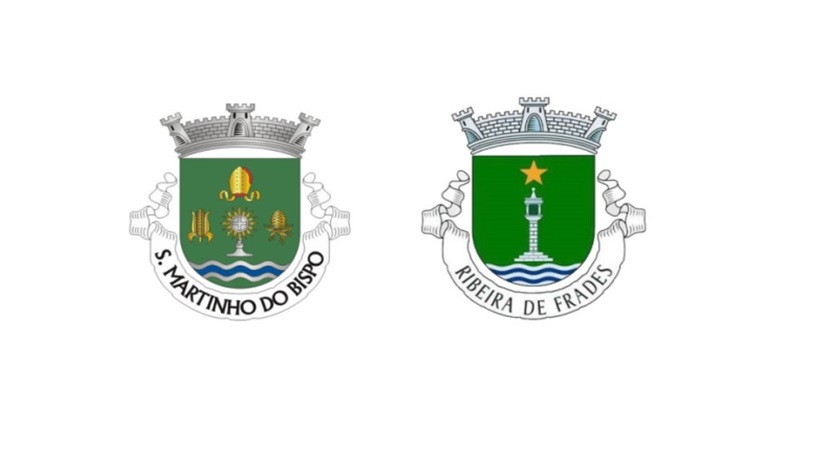 S. MARTINHO DO BISPO
RIBEIRA DE FRADES